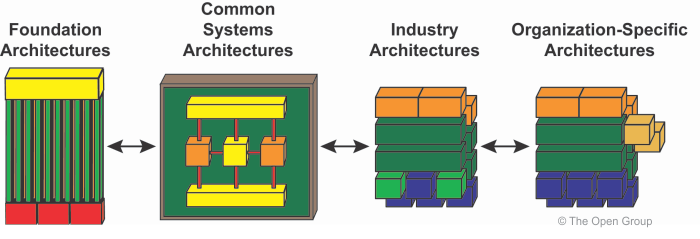 Foundation
Architectures
Common
Systems
Architectures
Industry
Architectures
Organization-Specific
Architectures
© The Open Group